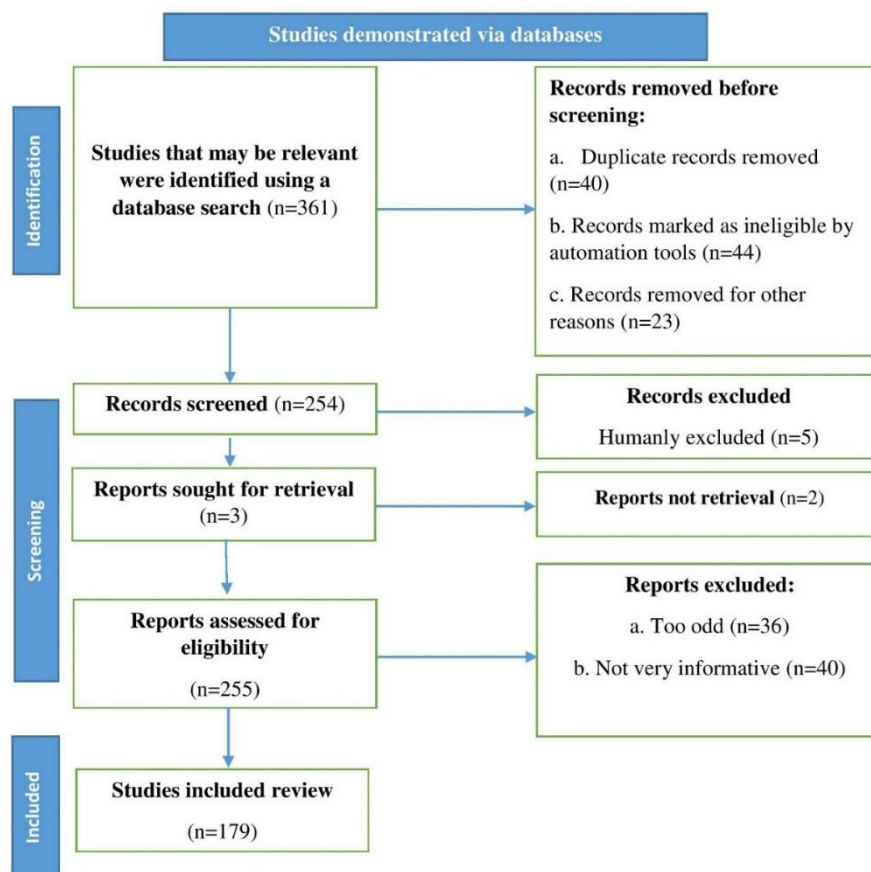 Studies demonstrated via databases
Identification
Studies that may be relevant
were identified using a
database search (n=361)
Records removed before
screening:
a. Duplicate records removed
(n=40)
b. Records marked as ineligible by
automation tools (n=44)
c. Records removed for other
reasons (n=23)
Screening
Records screened (n=254)
Records excluded
Humanly excluded (n=5)
Reports sought for retrieval
(n=3)
Reports not retrieval (n=2)
Reports assessed for
eligibility
(n=255)
Reports excluded:
a. Too odd (n=36)
b. Not very informative (n=40)
Included
Studies included review
(n=179)